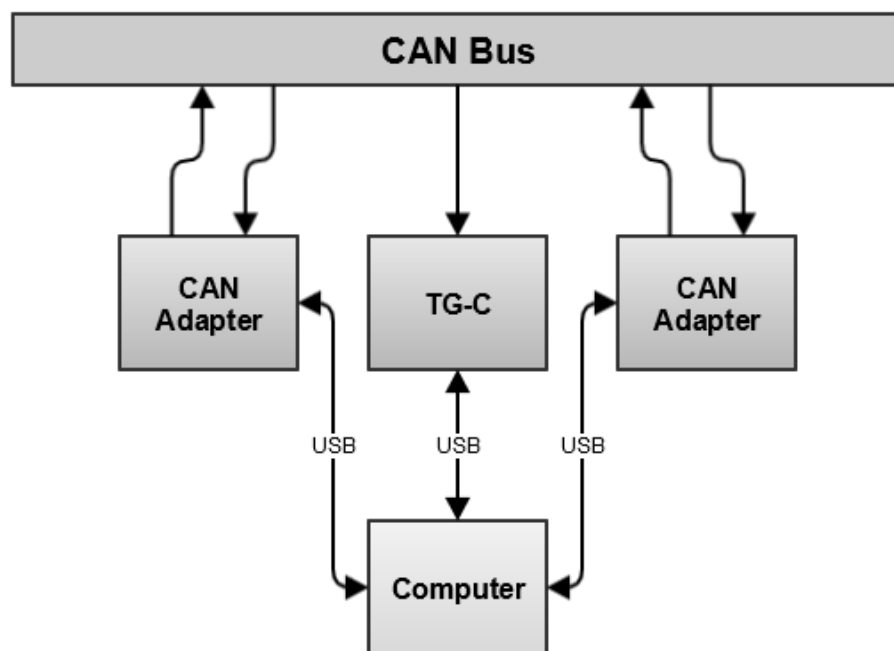 CAN Bus
CAN
Adapter
TG-C
CAN
Adapter
USB
USB
USB
Computer